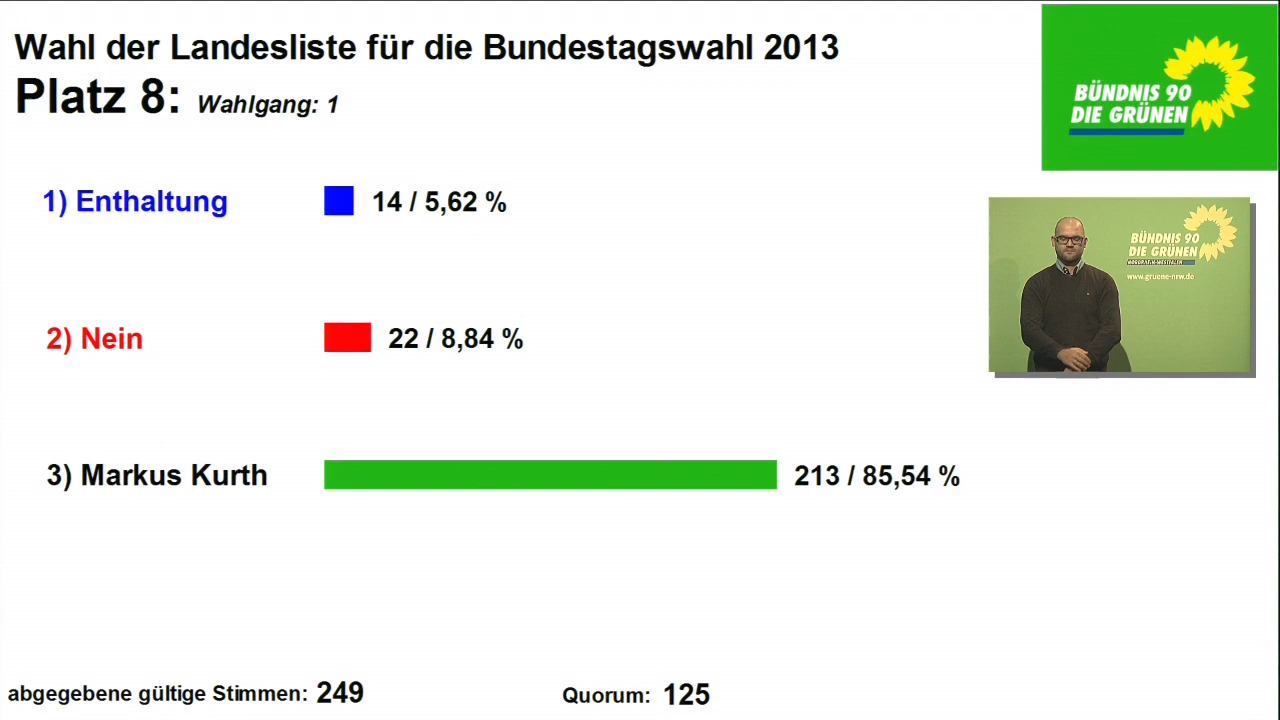 Wahl der Landesliste für die Bundestagswahl 2013
Platz 8: Wahlgang: 1
BÜNDNIS 90
DIE GRÜNEN
1) Enthaltung 14 / 5,62 %
BÜNDNIS 90
DIE GRÜNEN
NORDRHEIN-WESTFALEN
www.gruene-nrw.de
2) Nein 22 / 8,84 %
3) Markus Kurth 213 / 85,54 %
abgegebene gültige Stimmen: 249 Quorum: 125